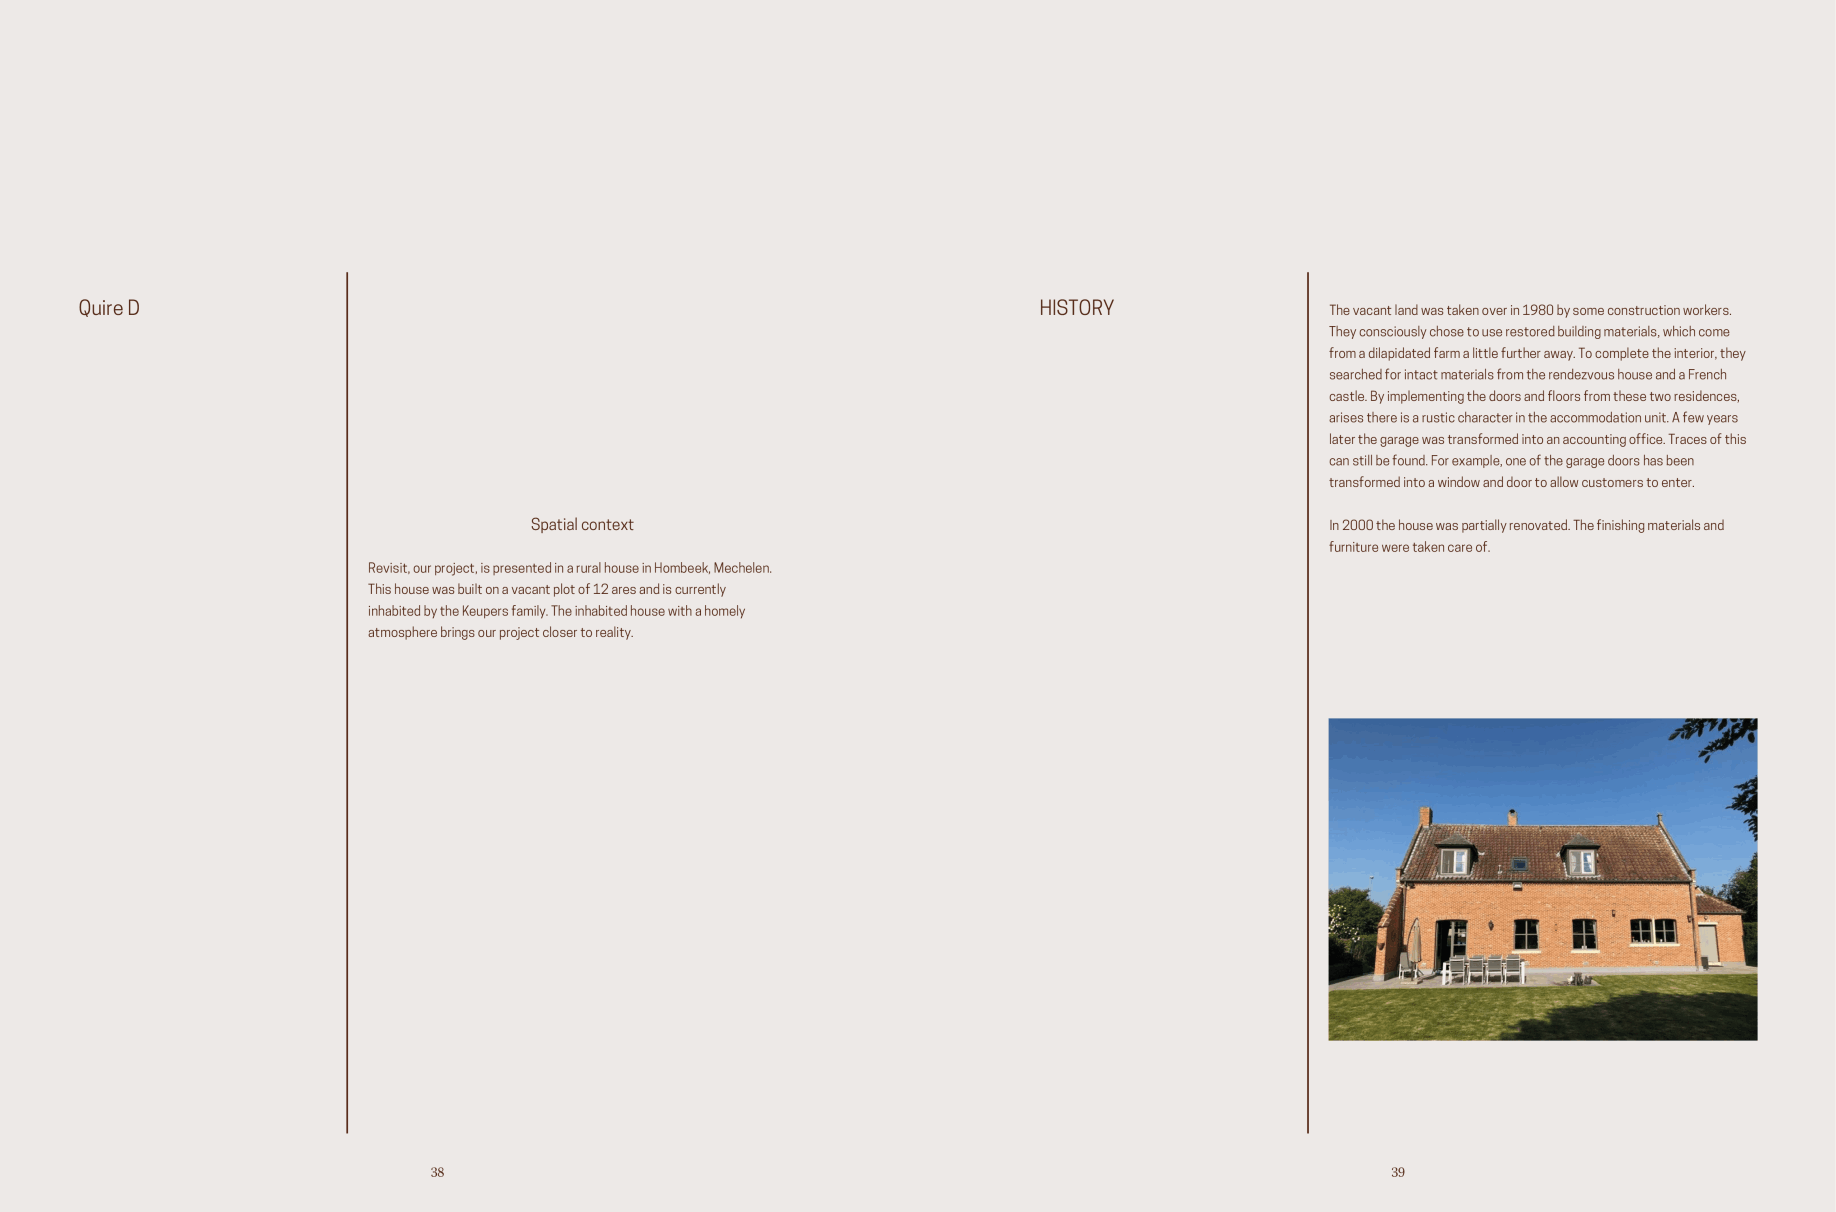 Quire D
Spatial context
Revisit, our project, is presented in a rural house in Hombeek, Mechelen.
This house was built on a vacant plot of 12 ares and is currently
inhabited by the Keupers family. The inhabited house with a homely
atmosphere brings our project closer to reality.
38
HISTORY
The vacant land was taken over in 1980 by some construction workers.
They consciously chose to use restored building materials, which come
from a dilapidated farm a little further away. To complete the interior, they
searched for intact materials from the rendezvous house and a French
castle. By implementing the doors and floors from these two residences,
arises there is a rustic character in the accommodation unit. A few years
later the garage was transformed into an accounting office. Traces of this
can still be found. For example, one of the garage doors has been
transformed into a window and door to allow customers to enter.
In 2000 the house was partially renovated. The finishing materials and
furniture were taken care of.
39